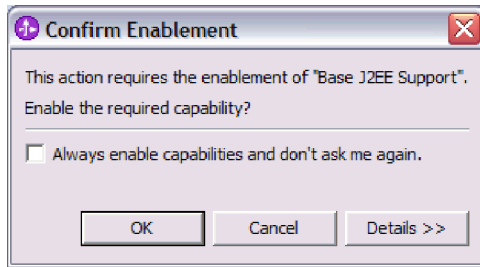 Confirm Enablement
This action requires the enablement of "Base J2EE Support".
Enable the required capability?
Always enable capabilities and don't ask me again.
OK Cancel Details >>